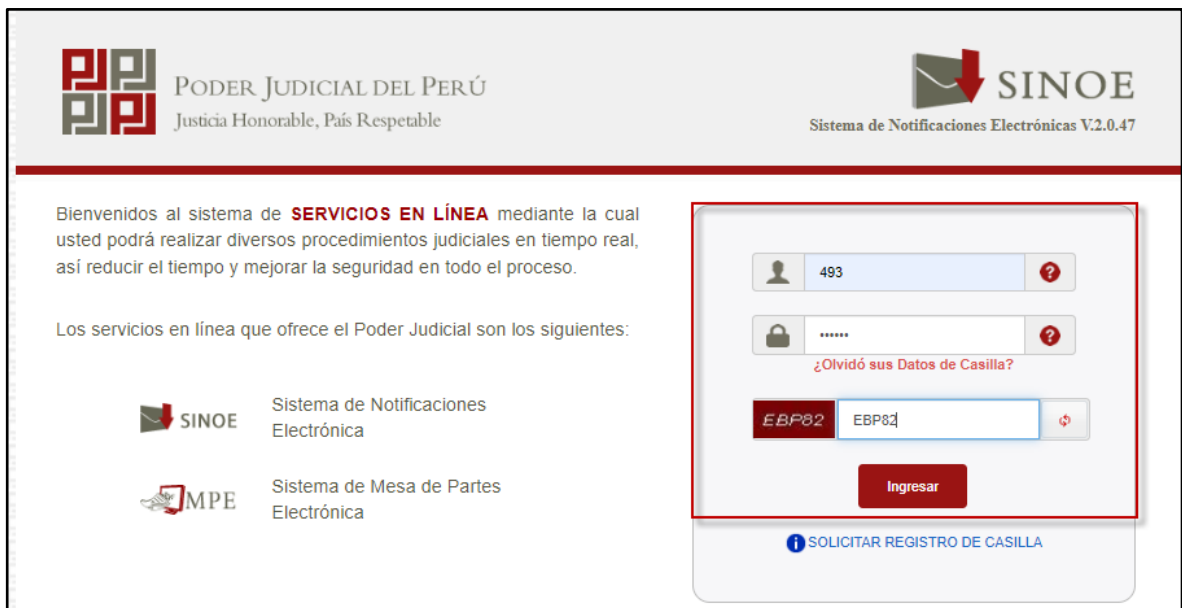 PODER JUDICIAL DEL PERÚ
Justicia Honorable, País Respetable
SINOE
Sistema de Notificaciones Electrónicas V.2.0.47
Bienvenidos al sistema de SERVICIOS EN LÍNEA mediante la cual
usted podrá realizar diversos procedimientos judiciales en tiempo real,
así reducir el tiempo y mejorar la seguridad en todo el proceso.
Los servicios en línea que ofrece el Poder Judicial son los siguientes:
SINOE
Sistema de Notificaciones
Electrónica
MPE
Sistema de Mesa de Partes
Electrónica
493
······
¿Olvidó sus Datos de Casilla?
EBP82 EBP82
Ingresar
SOLICITAR REGISTRO DE CASILLA